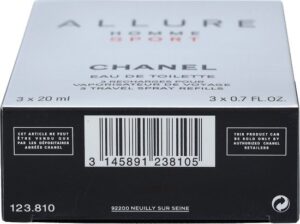 ALLURE
HOMME
SPORT
CHANEL
EAU DE TOILETTE
3 RECHARGES POUR
VAPORISATEUR DE VOYAGE
3 TRAVEL SPRAY REFILLS
3 x 20 ml
3 x 0.7 FL.OZ.
CET ARTICLE NE PEUT
ÊTRE VENDU QUE
PAR LES DÉPOSITAIRES
AGRÉÉS CHANEL
THIS ARTICLE CAN
BE SOLD ONLY BY
AUTHORIZED CHANEL
RETAILERS
3 145891 238105
123.810
92200 NEUILLY SUR SEINE